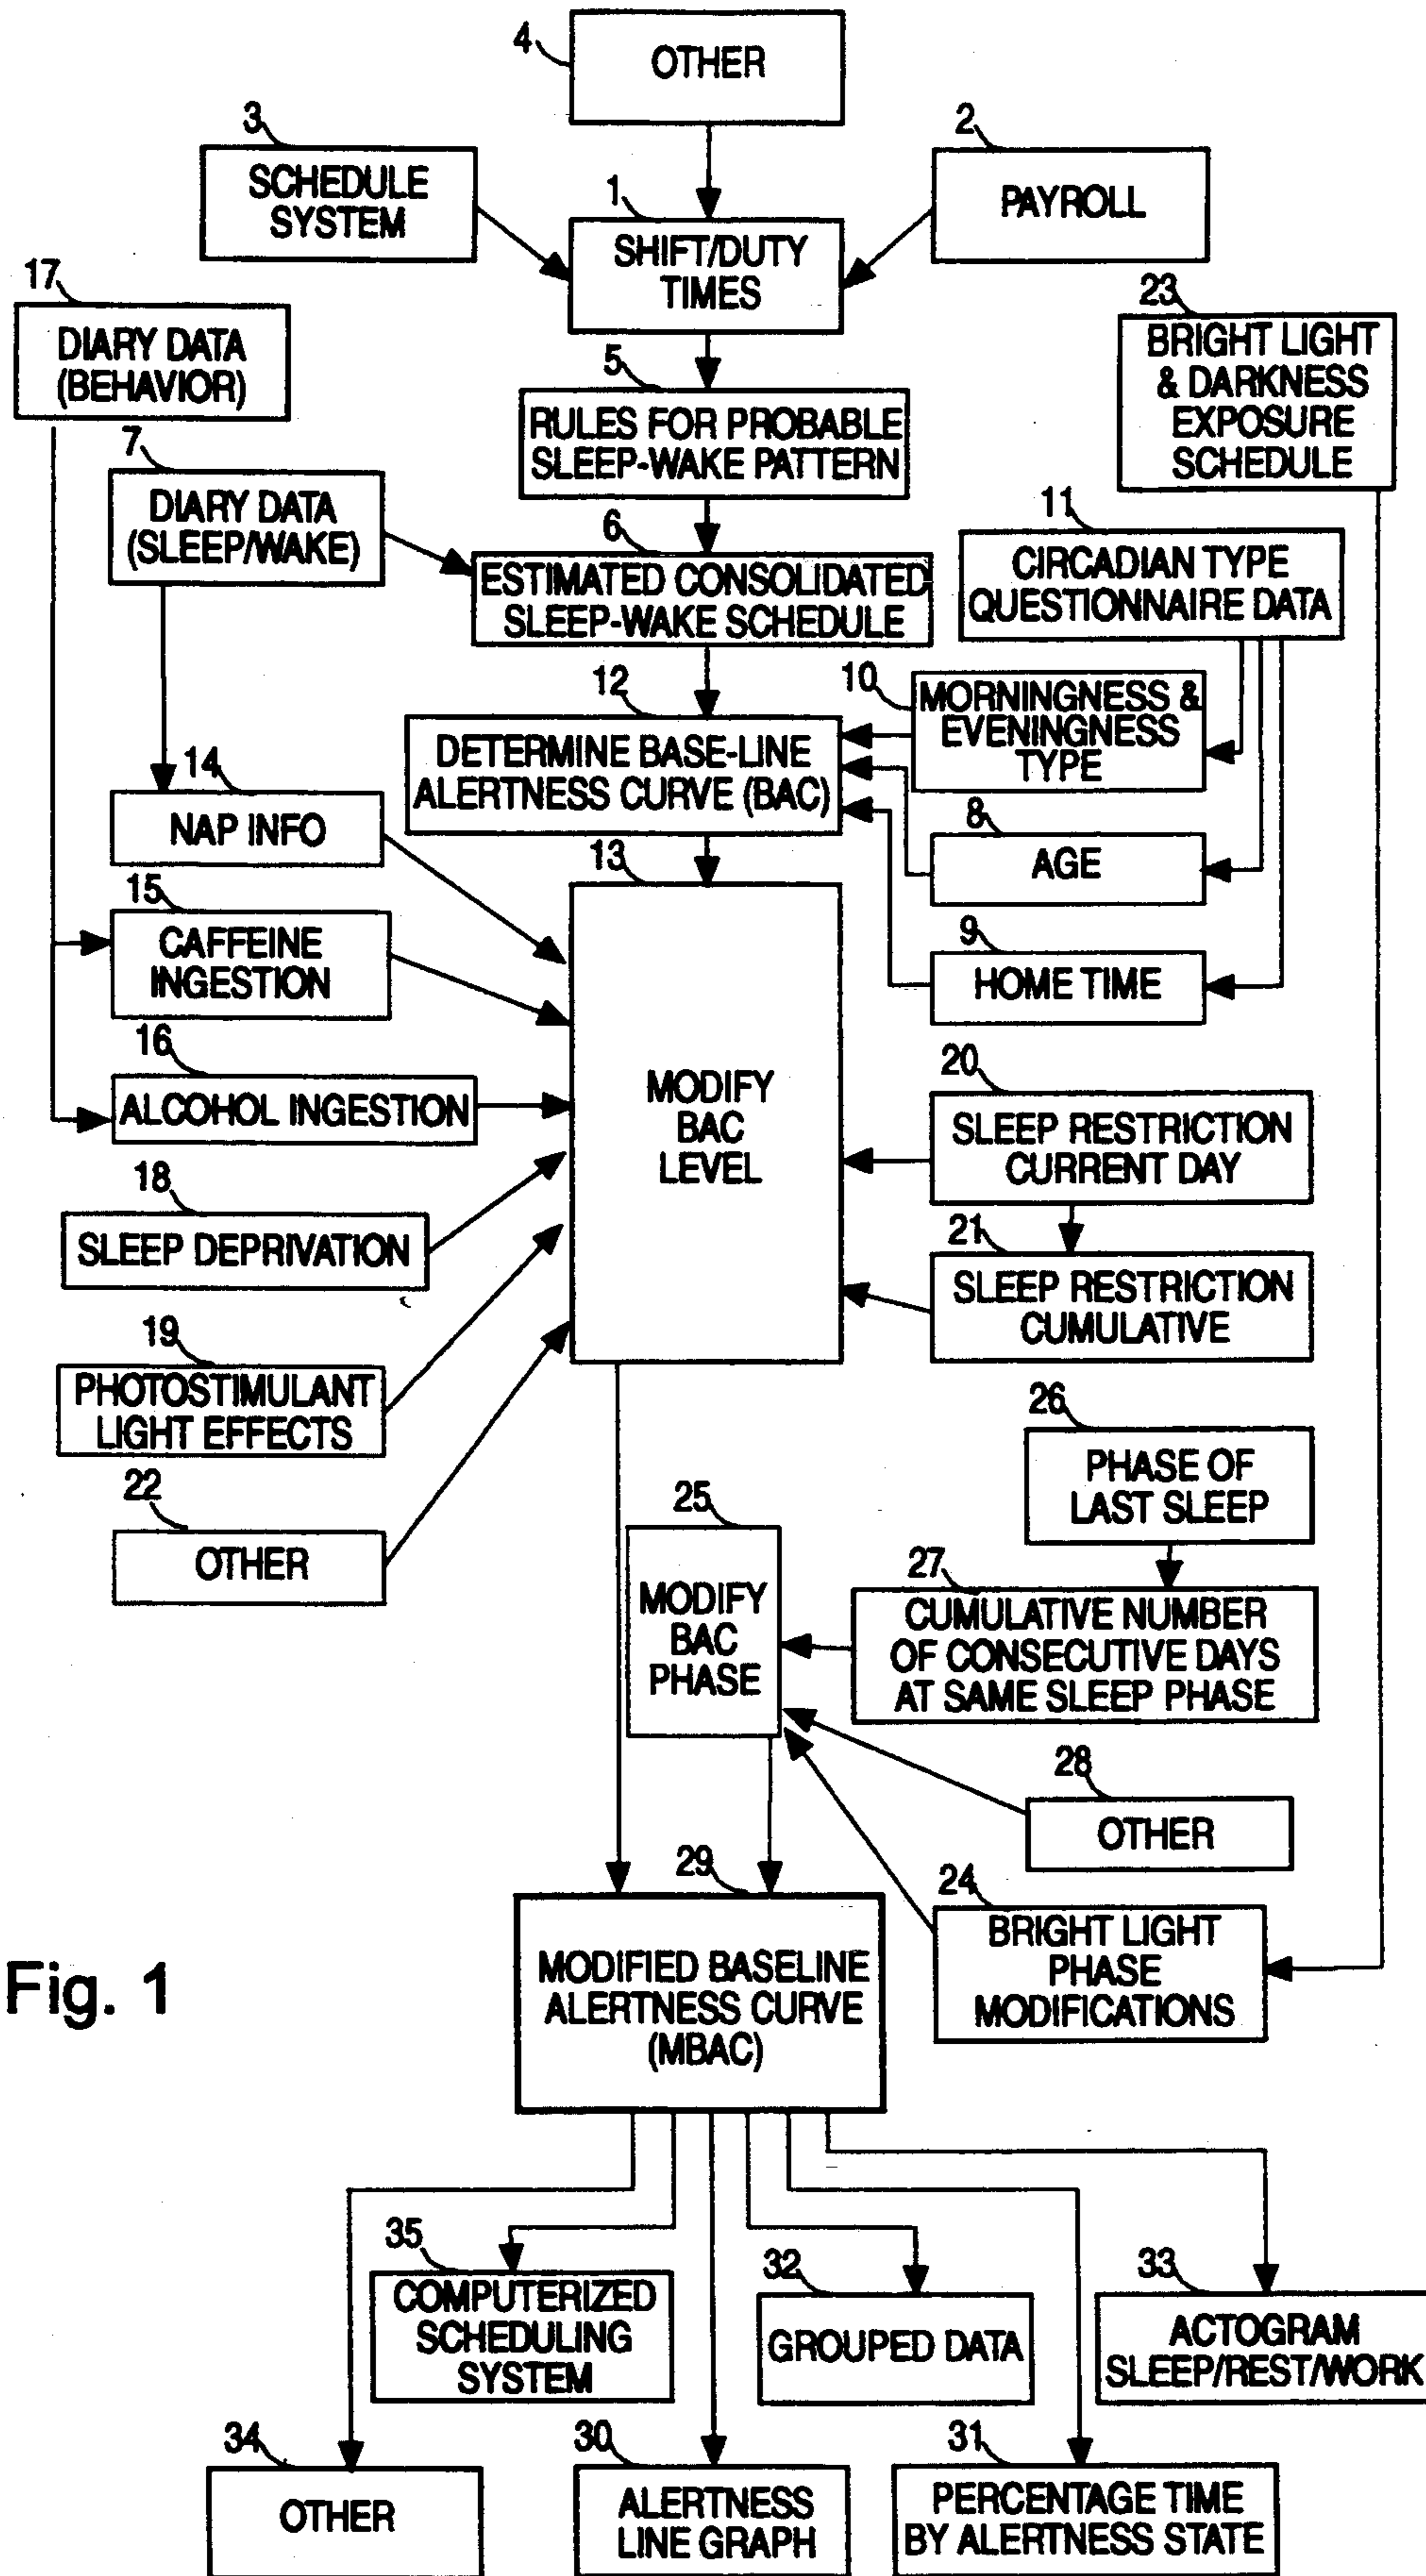 4
OTHER
3
SCHEDULE
SYSTEM
2
PAYROLL
1
SHIFT/DUTY
TIMES
17
DIARY DATA
(BEHAVIOR)
23
BRIGHT LIGHT
& DARKNESS
EXPOSURE
SCHEDULE
5
RULES FOR PROBABLE
SLEEP-WAKE PATTERN
7
DIARY DATA
(SLEEP/WAKE)
6
ESTIMATED CONSOLIDATED
SLEEP-WAKE SCHEDULE
11
CIRCADIAN TYPE
QUESTIONNAIRE DATA
12
DETERMINE BASE-LINE
ALERTNESS CURVE (BAC)
10
MORNINGNESS &
EVENINGNESS
TYPE
14
NAP INFO
8
AGE
13
MODIFY
BAC
LEVEL
15
CAFFEINE
INGESTION
9
HOME TIME
16
ALCOHOL INGESTION
20
SLEEP RESTRICTION
CURRENT DAY
18
SLEEP DEPRIVATION
21
SLEEP RESTRICTION
CUMULATIVE
19
PHOTOSTIMULANT
LIGHT EFFECTS
26
PHASE OF
LAST SLEEP
22
OTHER
25
MODIFY
BAC
PHASE
27
CUMULATIVE NUMBER
OF CONSECUTIVE DAYS
AT SAME SLEEP PHASE
28
OTHER
29
MODIFIED BASELINE
ALERTNESS CURVE
(MBAC)
24
BRIGHT LIGHT
PHASE
MODIFICATIONS
Fig. 1
35
COMPUTERIZED
SCHEDULING
SYSTEM
32
GROUPED DATA
33
ACTOGRAM
SLEEP/REST/WORK
34
OTHER
30
ALERTNESS
LINE GRAPH
31
PERCENTAGE TIME
BY ALERTNESS STATE